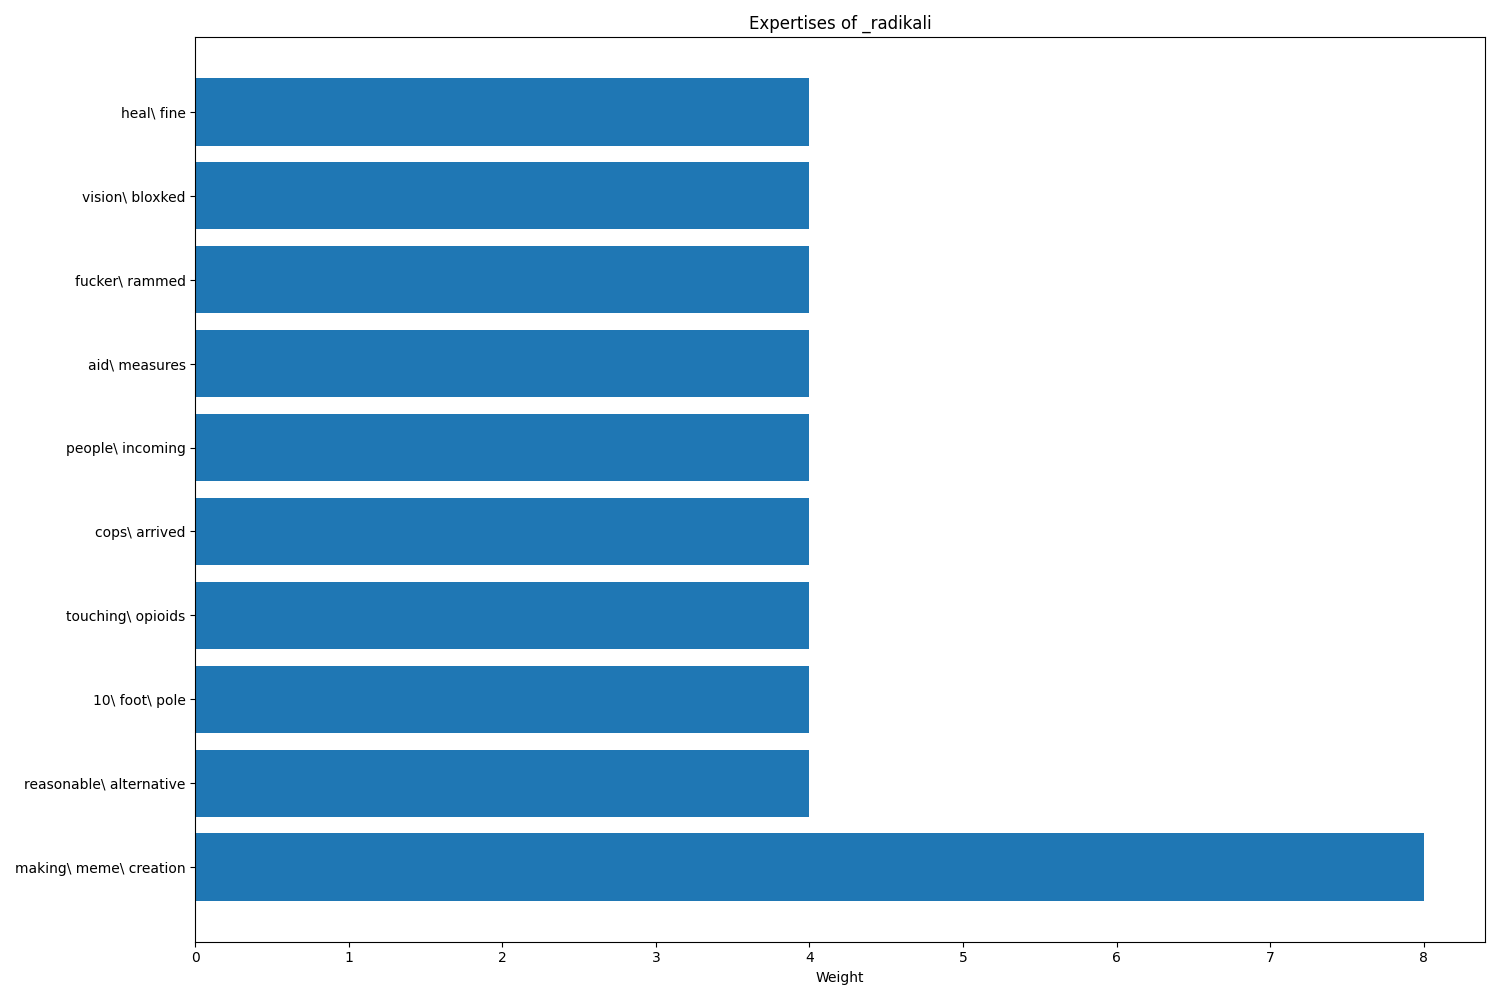 Expertises of _radikali
heal\ fine
vision\ bloxked
fucker\ rammed
aid\ measures
people\ incoming
cops\ arrived
touching\ opioids
10\ foot\ pole
reasonable\ alternative
making\ meme\ creation
0 1 2 3 4 5 6 7 8
Weight